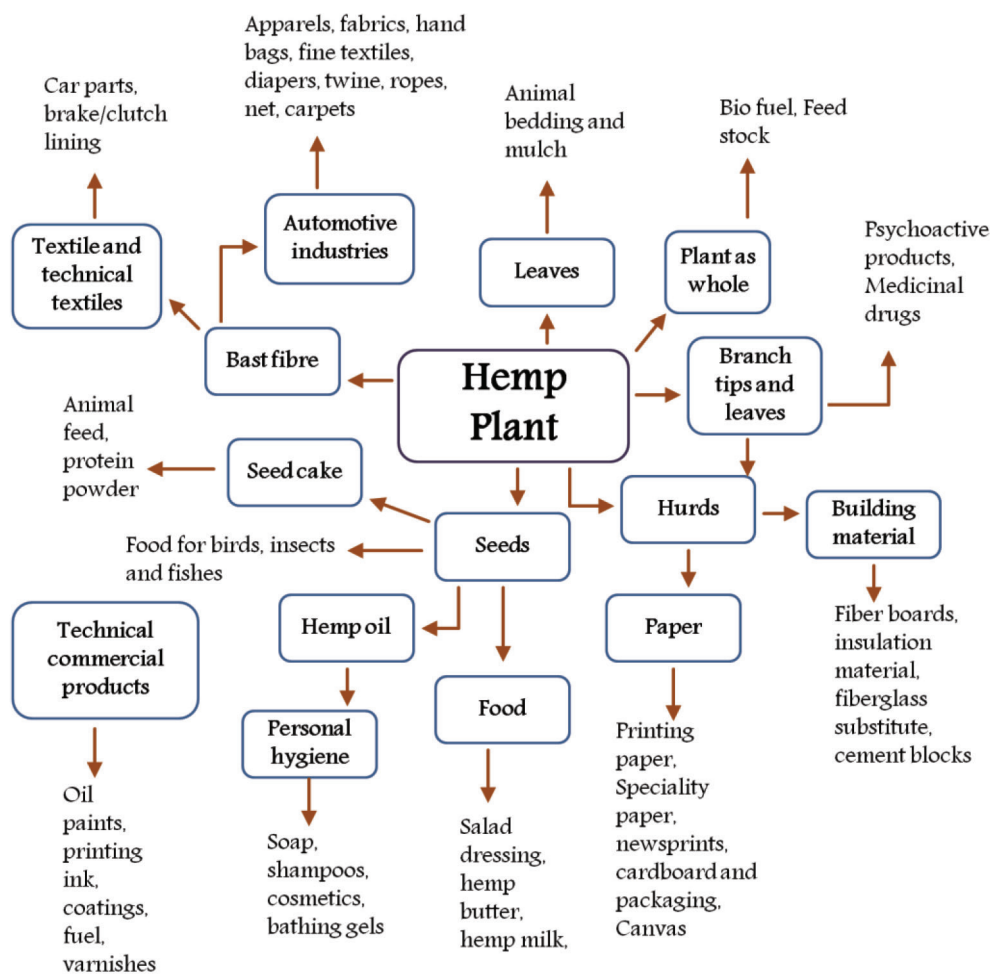 Apparels, fabrics, hand
bags, fine textiles,
diapers, twine, ropes,
net, carpets
Car parts,
brake/clutch
lining
Animal
bedding and
mulch
Bio fuel, Feed
stock
Textile and
technical
textiles
Automotive
industries
Leaves
Plant as
whole
Psychoactive
products,
Medicinal
drugs
Bast fibre
Hemp
Plant
Branch
tips and
leaves
Animal
feed,
protein
powder
Seed cake
Hurds
Building
material
Seeds
Food for birds, insects
and fishes
Technical
commercial
products
Hemp oil
Paper
Fiber boards,
insulation
material,
fiberglass
substitute,
cement blocks
Personal
hygiene
Food
Printing
paper,
Speciality
paper,
newsprints,
cardboard and
packaging,
Canvas
Oil
paints,
printing
ink,
coatings,
fuel,
varnishes
Soap,
shampoos,
cosmetics,
bathing gels
Salad
dressing,
hemp
butter,
hemp milk,